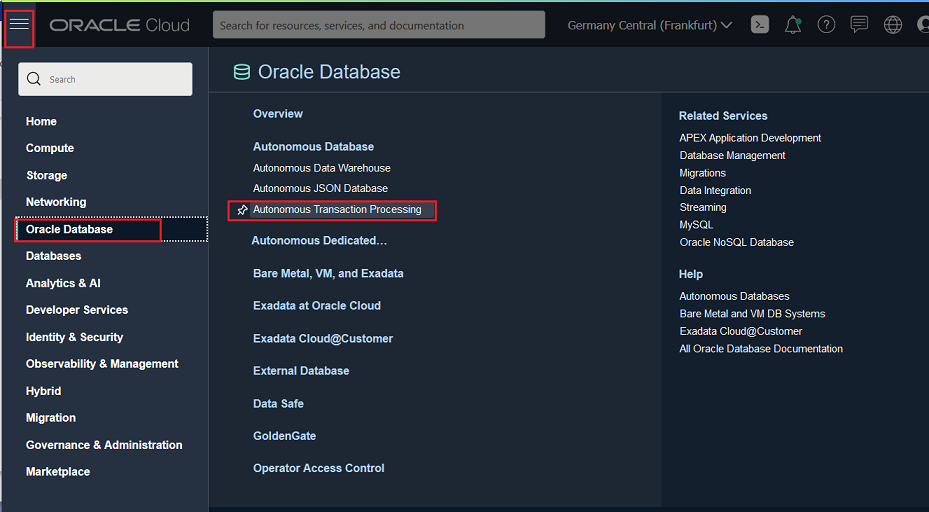 ORACLE Cloud
Search for resources, services, and documentation
Germany Central (Frankfurt)
Search
Home
Compute
Storage
Networking
Oracle Database
Databases
Analytics & AI
Developer Services
Identity & Security
Observability & Management
Hybrid
Migration
Governance & Administration
Marketplace
Oracle Database
Overview
Autonomous Database
Autonomous Data Warehouse
Autonomous JSON Database
Autonomous Transaction Processing
Autonomous Dedicated...
Bare Metal, VM, and Exadata
Exadata at Oracle Cloud
Exadata Cloud@Customer
External Database
Data Safe
GoldenGate
Operator Access Control
Related Services
APEX Application Development
Database Management
Migrations
Data Integration
Streaming
MySQL
Oracle NoSQL Database
Help
Autonomous Databases
Bare Metal and VM DB Systems
Exadata Cloud@Customer
All Oracle Database Documentation